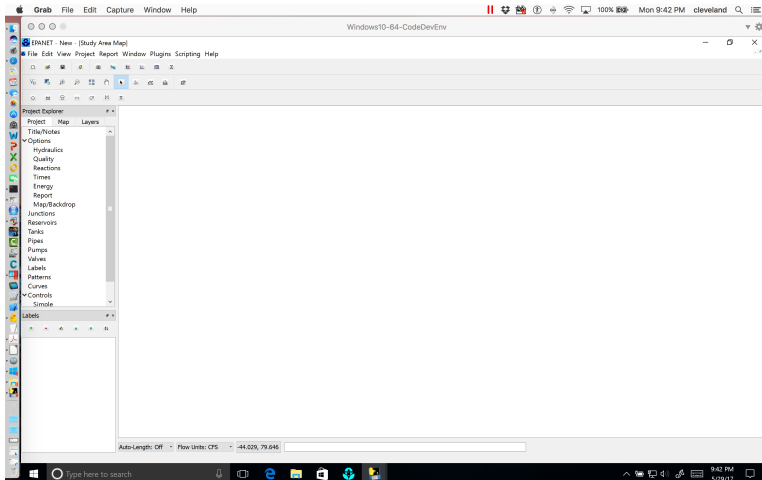 Grab File Edit Capture Window Help 100% Mon 9:42 PM cleveland
Windows10-64-CodeDevEnv
EPANET - New - [Study Area Map]
File Edit View Project Report Window Plugins Scripting Help
Project Explorer
Project Map Layers
Title/Notes
Options
Hydraulics
Quality
Reactions
Times
Energy
Report
Map/Backdrop
Junctions
Reservoirs
Tanks
Pipes
Pumps
Valves
Labels
Patterns
Curves
Controls
Simple
Labels
Auto-Length: Off Flow Units: CFS -44.029, 79.646
Type here to search 9:42 PM
5/29/17